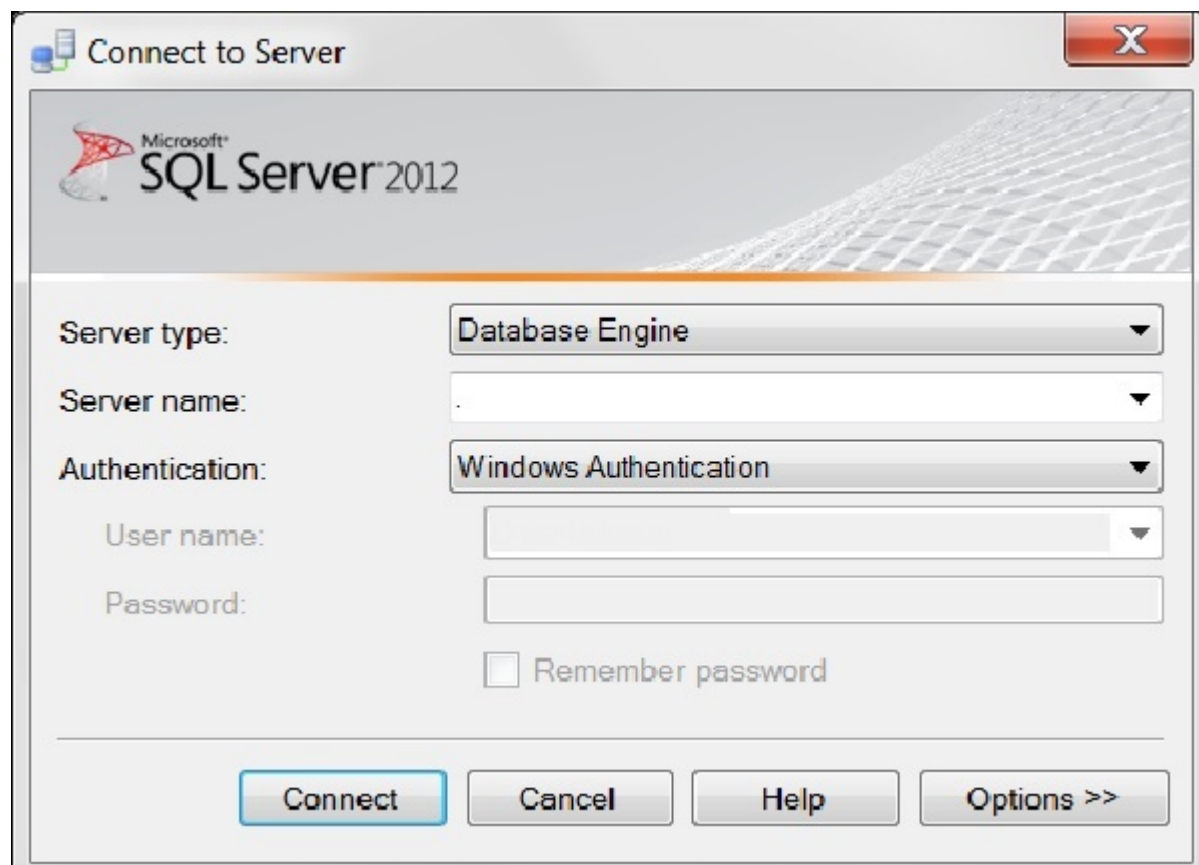 Connect to Server
Microsoft®
SQL Server® 2012
Server type: Database Engine
Server name: .
Authentication: Windows Authentication
User name:
Password:
Remember password
Connect Cancel Help Options >>